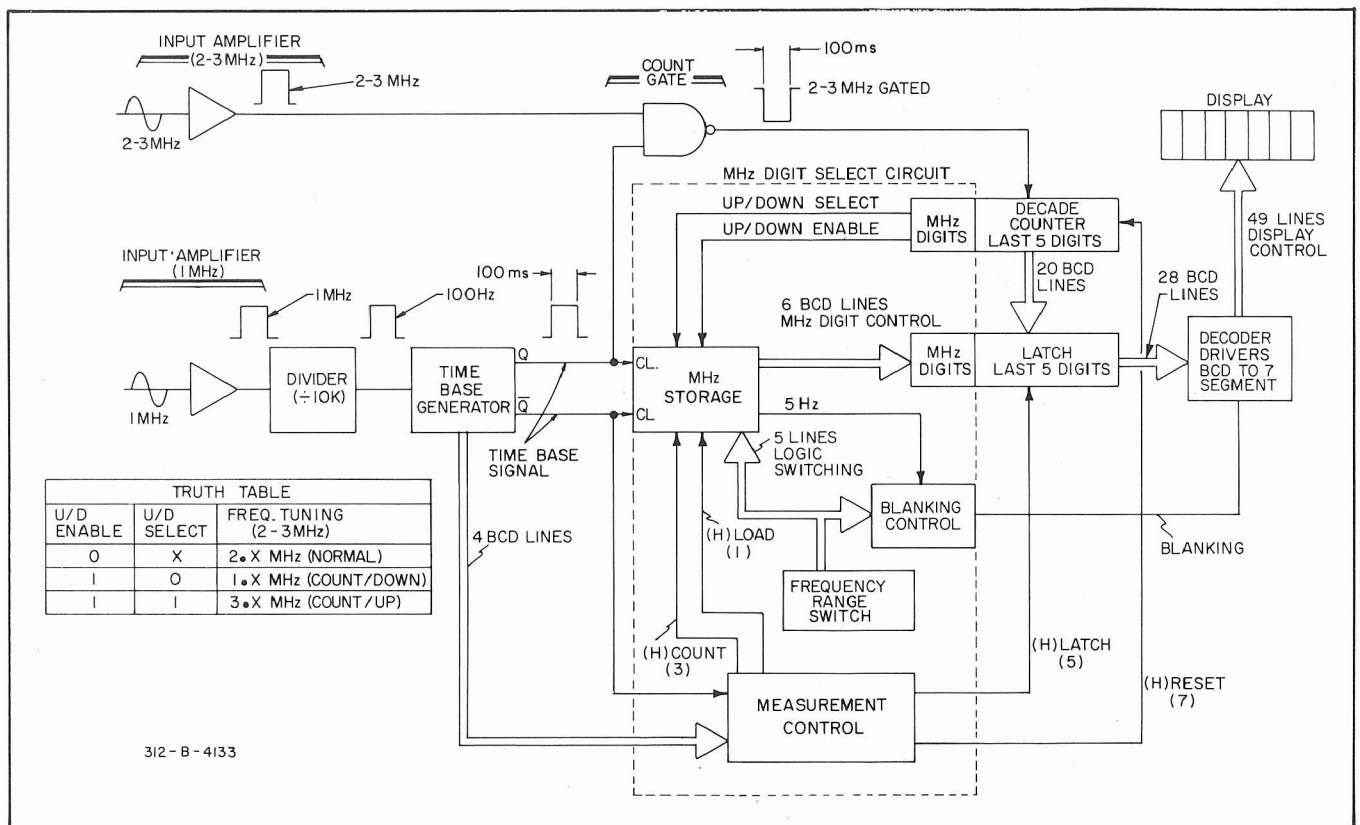 INPUT AMPLIFIER
(2-3 MHz)
2-3 MHz
2-3MHz
COUNT
GATE
100ms
2-3 MHz GATED
DISPLAY
MHz DIGIT SELECT CIRCUIT
UP/DOWN SELECT
UP/DOWN ENABLE
MHz
DIGITS
DECADE
COUNTER
LAST 5 DIGITS
49 LINES
DISPLAY
CONTROL
INPUT AMPLIFIER
(1 MHz)
1MHz
100Hz
100 ms
20 BCD
LINES
28 BCD
LINES
6 BCD LINES
MHz DIGIT CONTROL
1MHz
DIVIDER
(÷10K)
TIME
BASE
GENERATOR
Q
Q̅
CL.
CL
MHz
STORAGE
MHz
DIGITS
LATCH
LAST 5 DIGITS
DECODER
DRIVERS
BCD TO 7
SEGMENT
TIME BASE
SIGNAL
5 Hz
5 LINES
LOGIC
SWITCHING
BLANKING
CONTROL
BLANKING
TRUTH TABLE
U/D ENABLE U/D SELECT FREQ. TUNING (2-3MHz)
0 X 2.X MHz (NORMAL)
1 0 1.X MHz (COUNT/DOWN)
1 1 3.X MHz (COUNT/UP)
4 BCD LINES
(H) LOAD
(1)
FREQUENCY
RANGE
SWITCH
(H) COUNT
(3)
(H) LATCH
(5)
(H) RESET
(7)
MEASUREMENT
CONTROL
312-B-4133